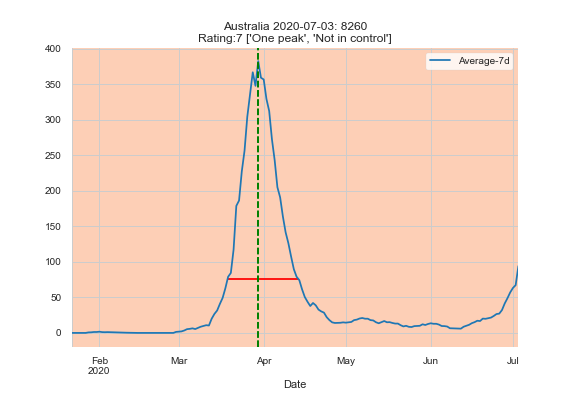 Australia 2020-07-03: 8260
Rating:7 ['One peak', 'Not in control']
Average-7d
400
350
300
250
200
150
100
50
0
Feb
2020
Mar
Apr
May
Jun
Jul
Date